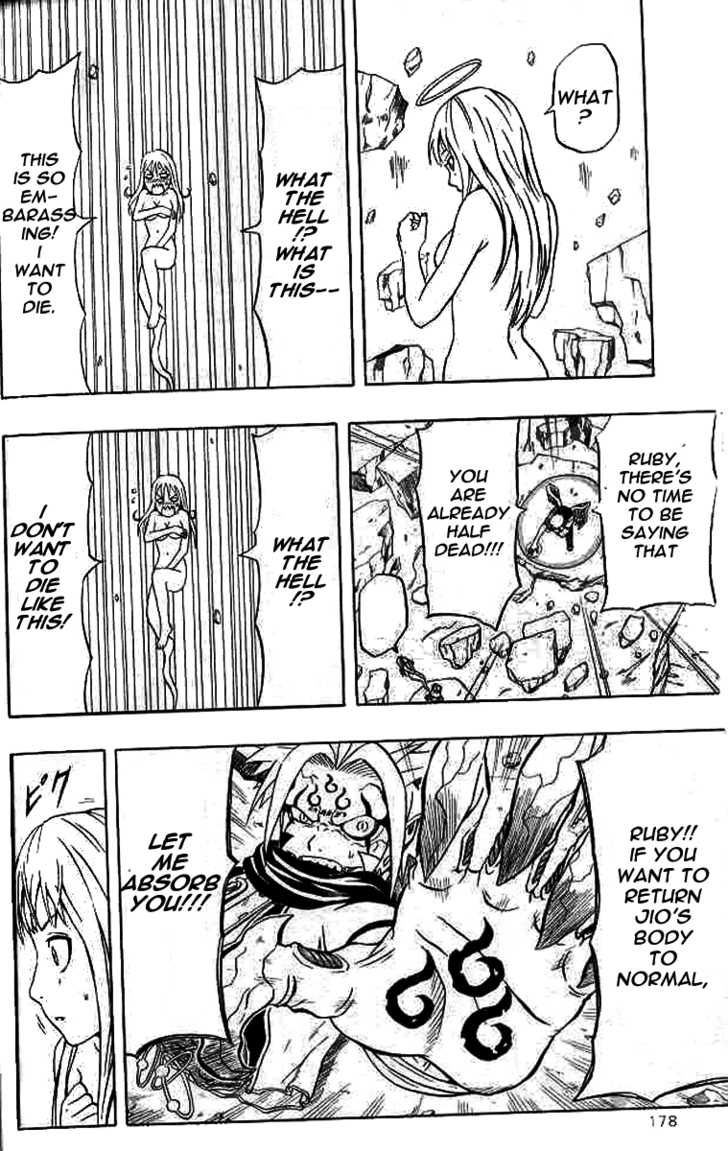 WHAT
?
WHAT
THE
HELL
!?
WHAT
IS
THIS--
THIS
IS SO
EM-
BARASS
ING!
I
WANT
TO
DIE.
RUBY,
THERE'S
NO TIME
TO BE
SAYING
THAT
YOU
ARE
ALREADY
HALF
DEAD!!!
WHAT
THE
HELL
!?
I
DON'T
WANT
TO
DIE
LIKE
THIS!
RUBY!!
IF YOU
WANT TO
RETURN
JIO'S
BODY
TO
NORMAL,
LET
ME
ABSORB
YOU!!!
ピク
178